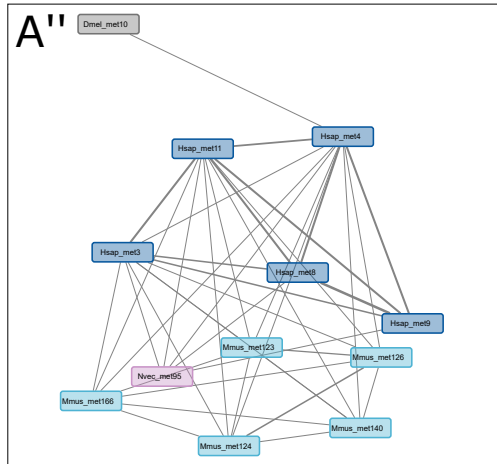 A''
Dmel_met10
Hsap_met4
Hsap_met11
Hsap_met3
Hsap_met8
Hsap_met9
Mmus_met123
Mmus_met126
Nvec_met95
Mmus_met166
Mmus_met140
Mmus_met124